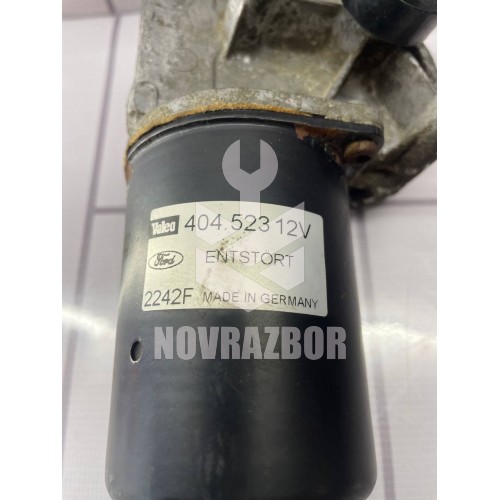 Valeo 404.523 12V
Ford ENTSTÖRT
2242F MADE IN GERMANY
NOVRAZBOR